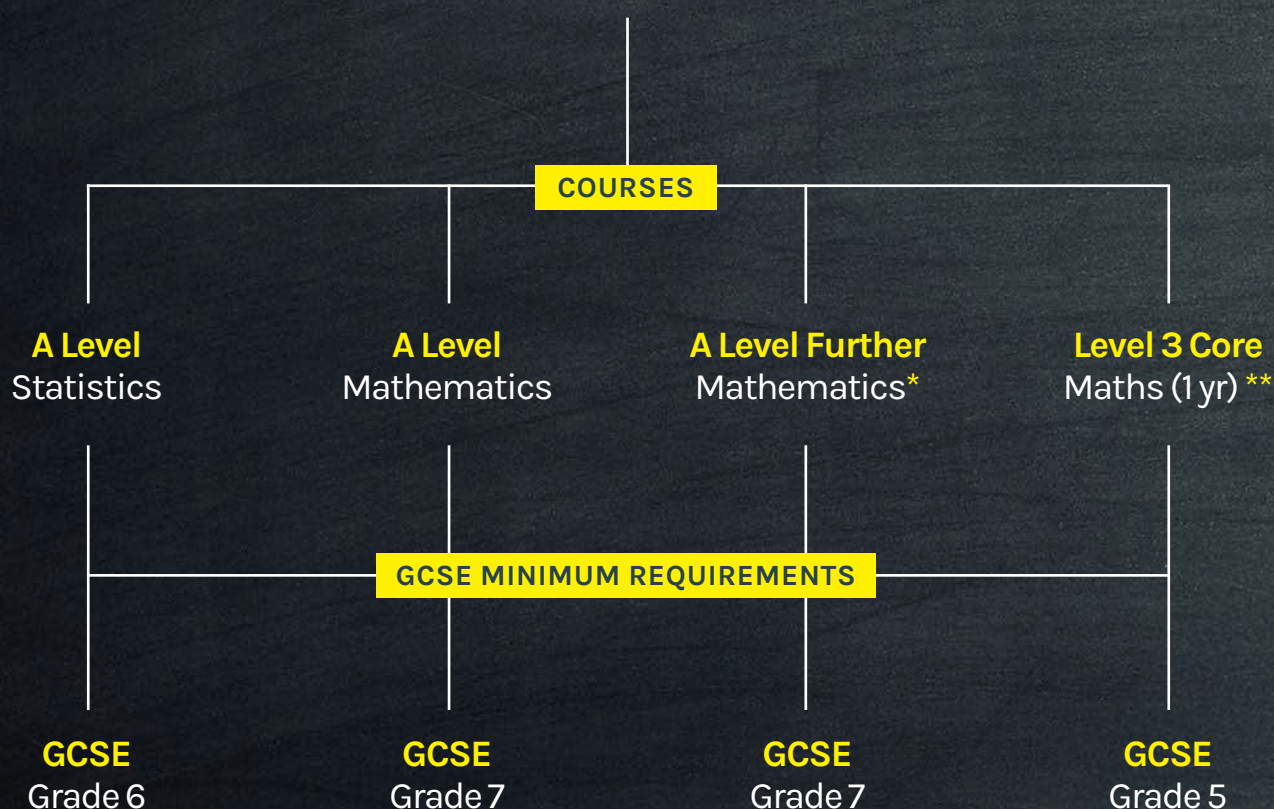 COURSES
A Level
Statistics
A Level
Mathematics
A Level Further
Mathematics*
Level 3 Core
Maths (1 yr) **
GCSE MINIMUM REQUIREMENTS
GCSE
Grade 6
GCSE
Grade 7
GCSE
Grade 7
GCSE
Grade 5